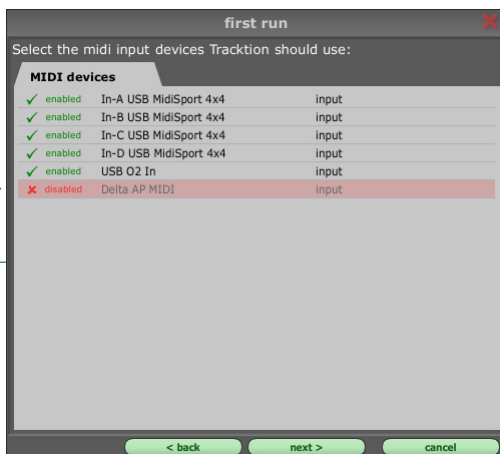 first run
Select the midi input devices Tracktion should use:
MIDI devices
enabled In-A USB MidiSport 4x4 input
enabled In-B USB MidiSport 4x4 input
enabled In-C USB MidiSport 4x4 input
enabled In-D USB MidiSport 4x4 input
enabled USB O2 In input
disabled Delta AP MIDI input
< back next > cancel